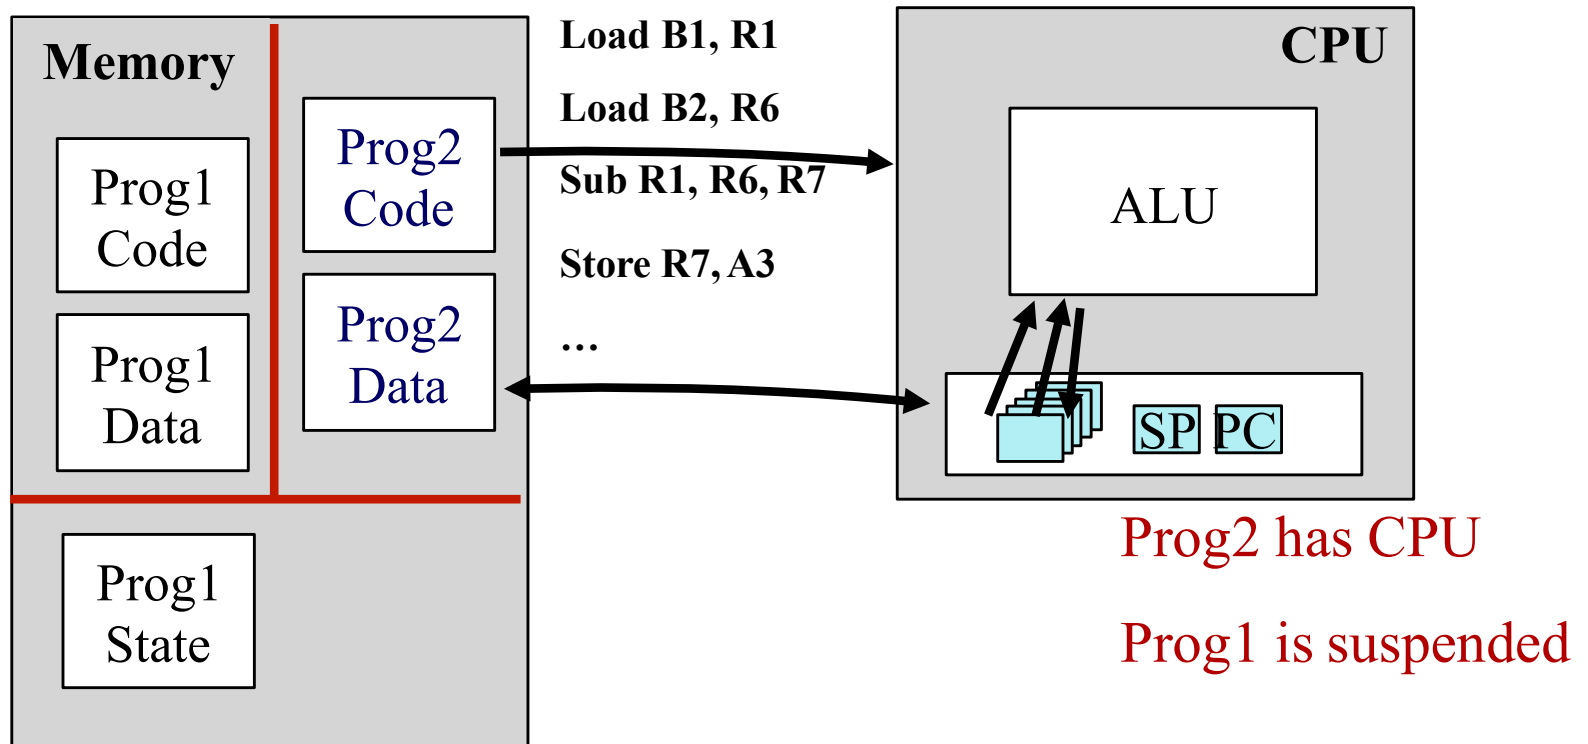 Memory
Prog1
Code
Prog1
Data
Prog2
Code
Prog2
Data
Prog1
State
Load B1, R1
Load B2, R6
Sub R1, R6, R7
Store R7, A3
…
CPU
ALU
SP PC
Prog2 has CPU
Prog1 is suspended